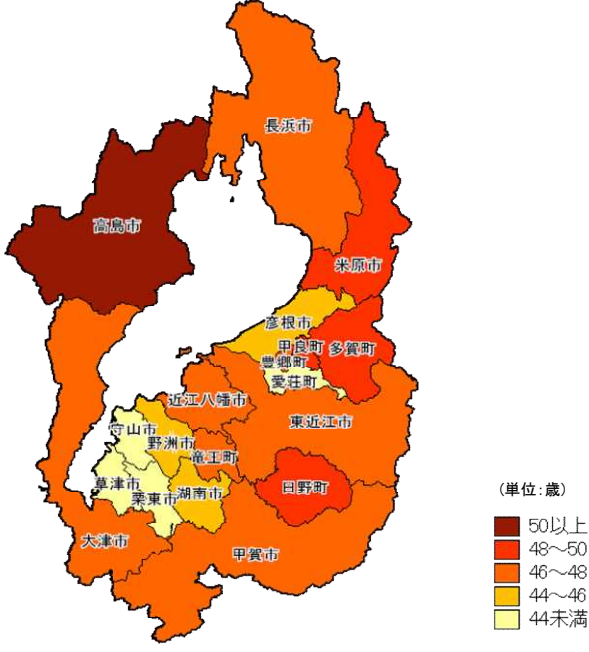 長浜市
高島市
米原市
彦根市
甲良町
多賀町
豊郷町
愛荘町
近江八幡市
東近江市
守山市
野洲市
竜王町
草津市
栗東市
湖南市
日野町
大津市
甲賀市
(単位:歳)
50以上
48～50
46～48
44～46
44未満